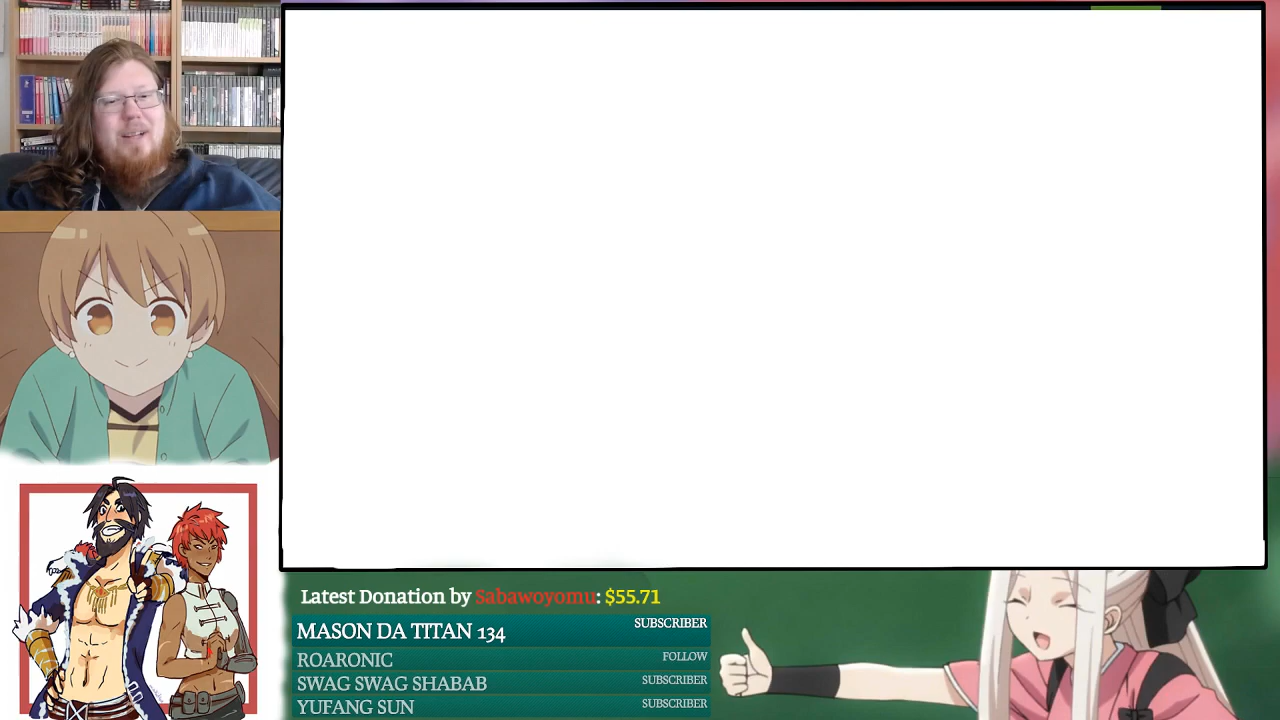 Latest Donation by Sabawoyomu: $55.71
MASON DA TITAN 134 SUBSCRIBER
ROARONIC FOLLOW
SWAG SWAG SHABAB SUBSCRIBER
YUFANG SUN SUBSCRIBER